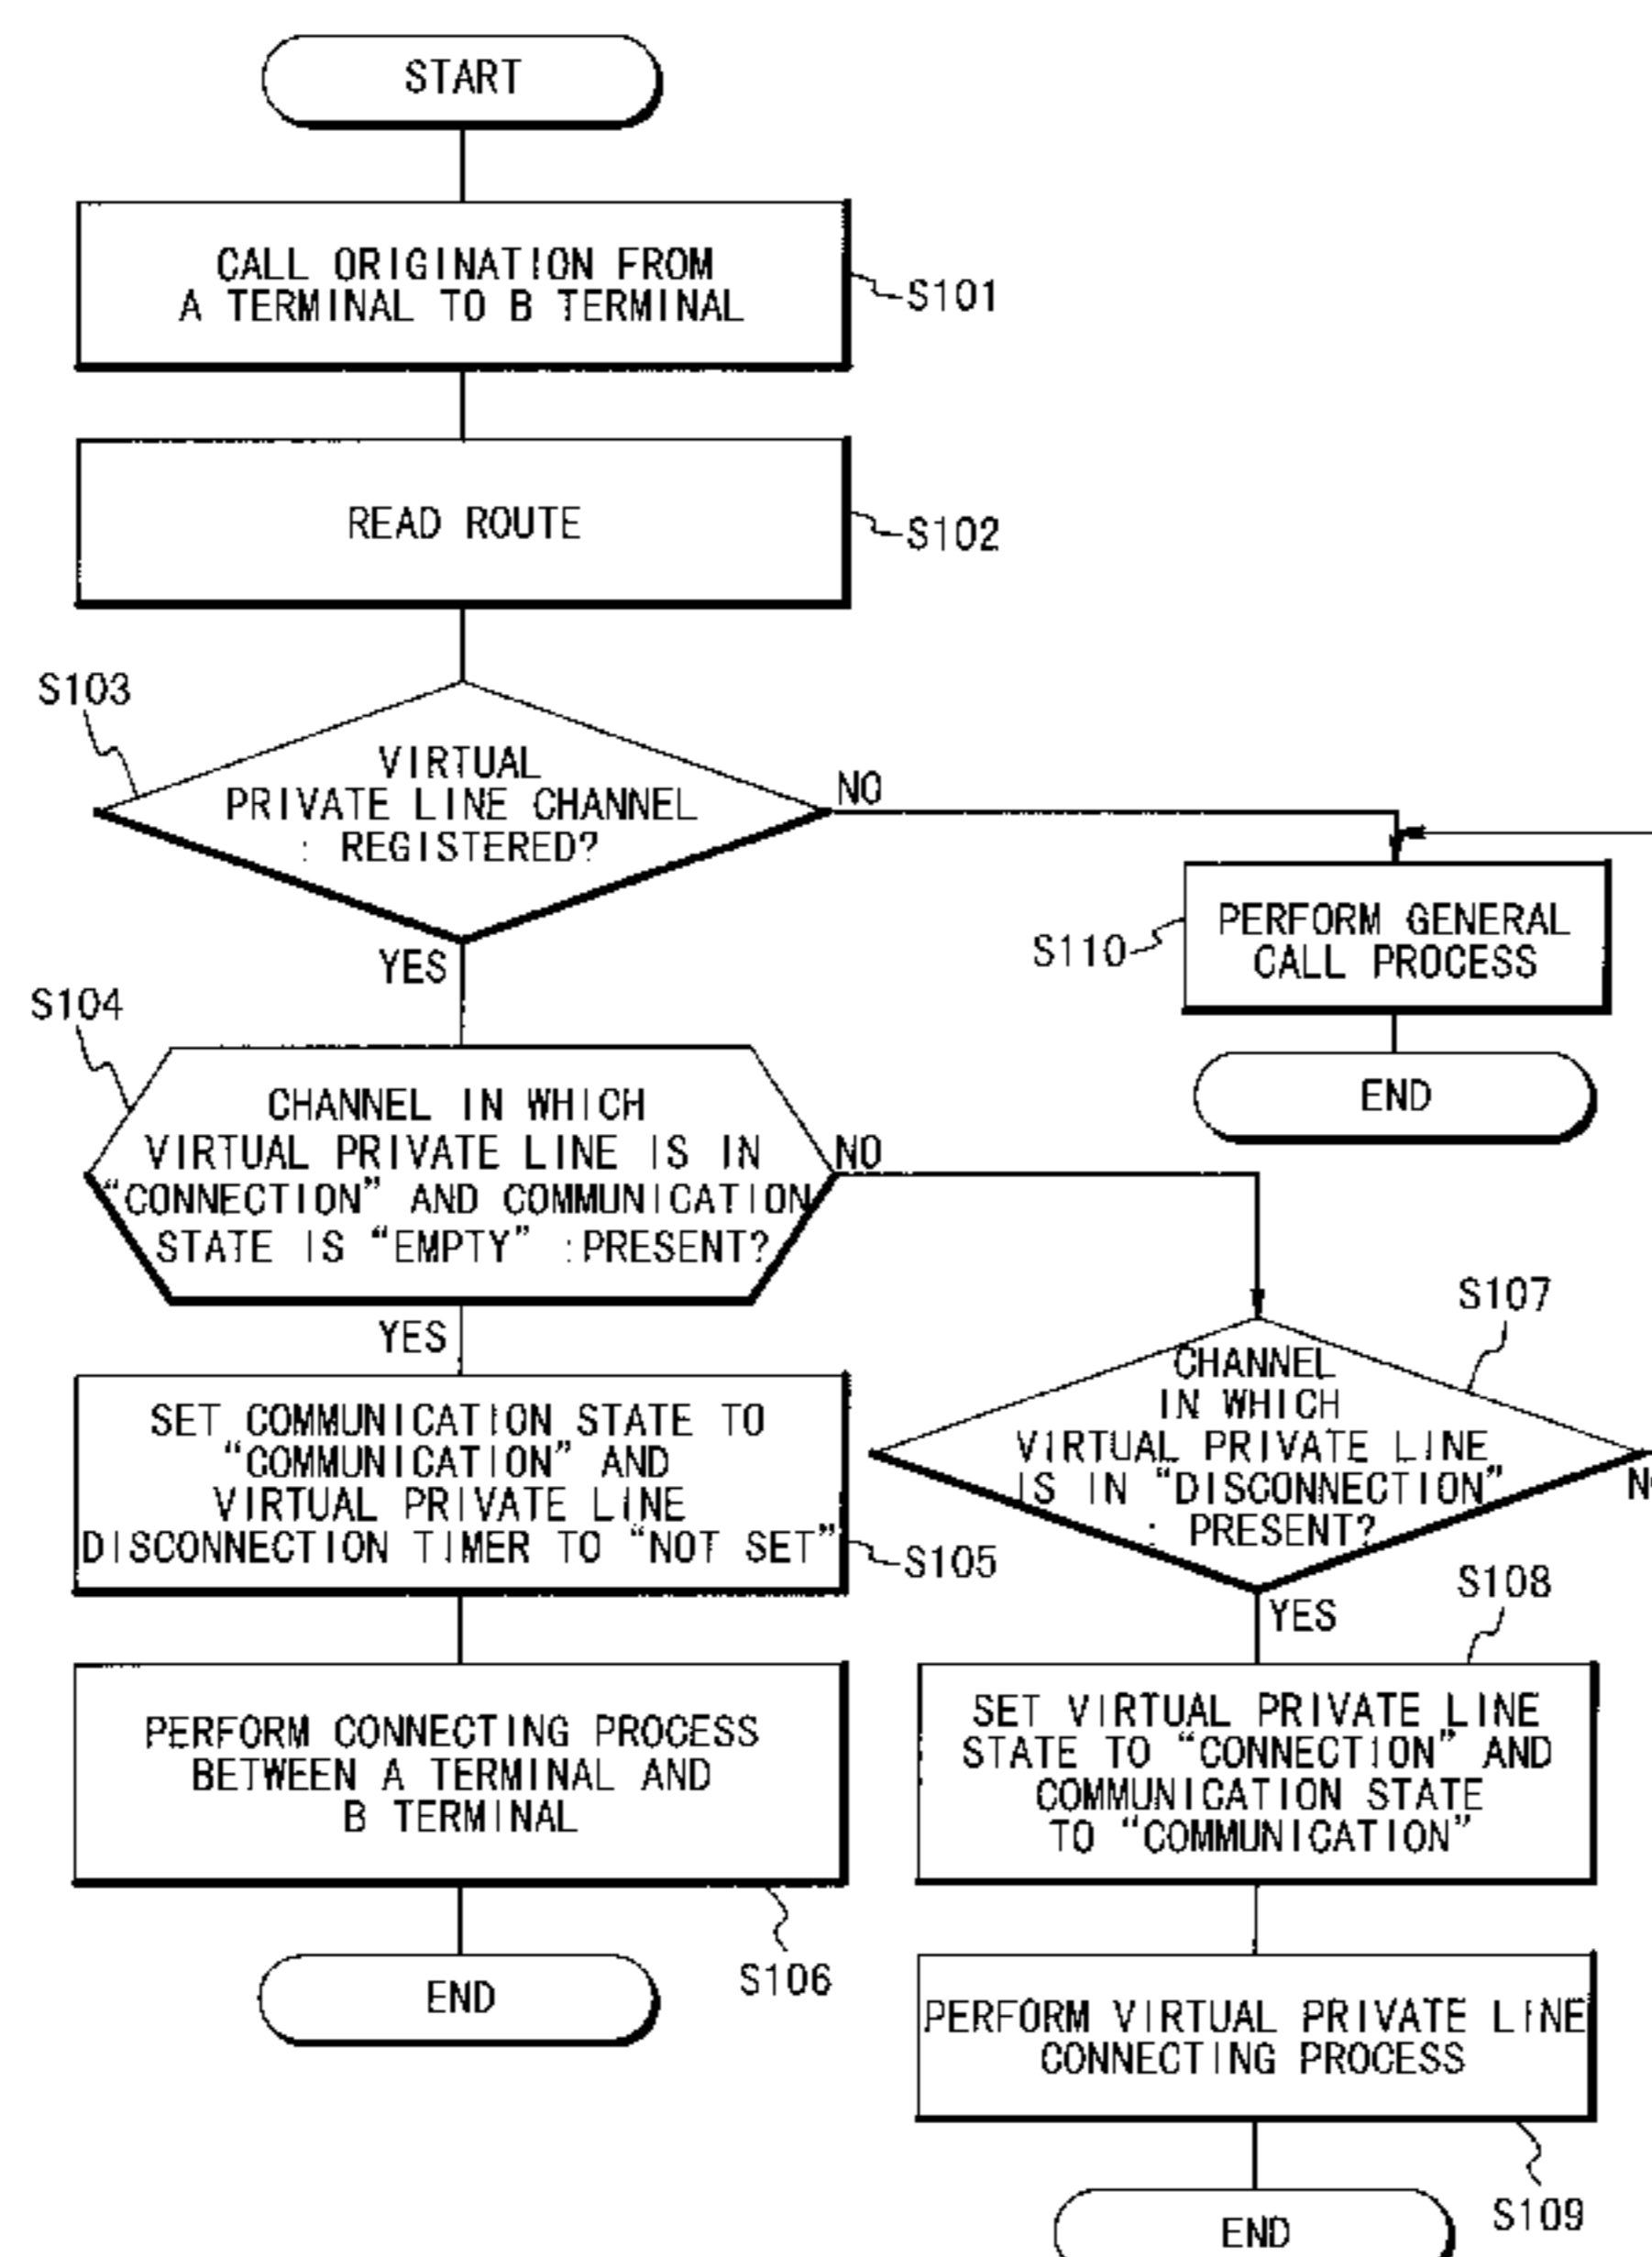 START
CALL ORIGINATION FROM
A TERMINAL TO B TERMINAL
S101
READ ROUTE
S102
S103
VIRTUAL
PRIVATE LINE CHANNEL
: REGISTERED?
NO
YES
S110
PERFORM GENERAL
CALL PROCESS
END
S104
CHANNEL IN WHICH
VIRTUAL PRIVATE LINE IS IN
“CONNECTION” AND COMMUNICATION
STATE IS “EMPTY” :PRESENT?
NO
YES
SET COMMUNICATION STATE TO
“COMMUNICATION” AND
VIRTUAL PRIVATE LINE
DISCONNECTION TIMER TO “NOT SET”
S105
PERFORM CONNECTING PROCESS
BETWEEN A TERMINAL AND
B TERMINAL
S106
END
S107
CHANNEL
IN WHICH
VIRTUAL PRIVATE LINE
IS IN “DISCONNECTION”
: PRESENT?
YES
S108
SET VIRTUAL PRIVATE LINE
STATE TO “CONNECTION” AND
COMMUNICATION STATE
TO “COMMUNICATION”
PERFORM VIRTUAL PRIVATE LINE
CONNECTING PROCESS
S109
END